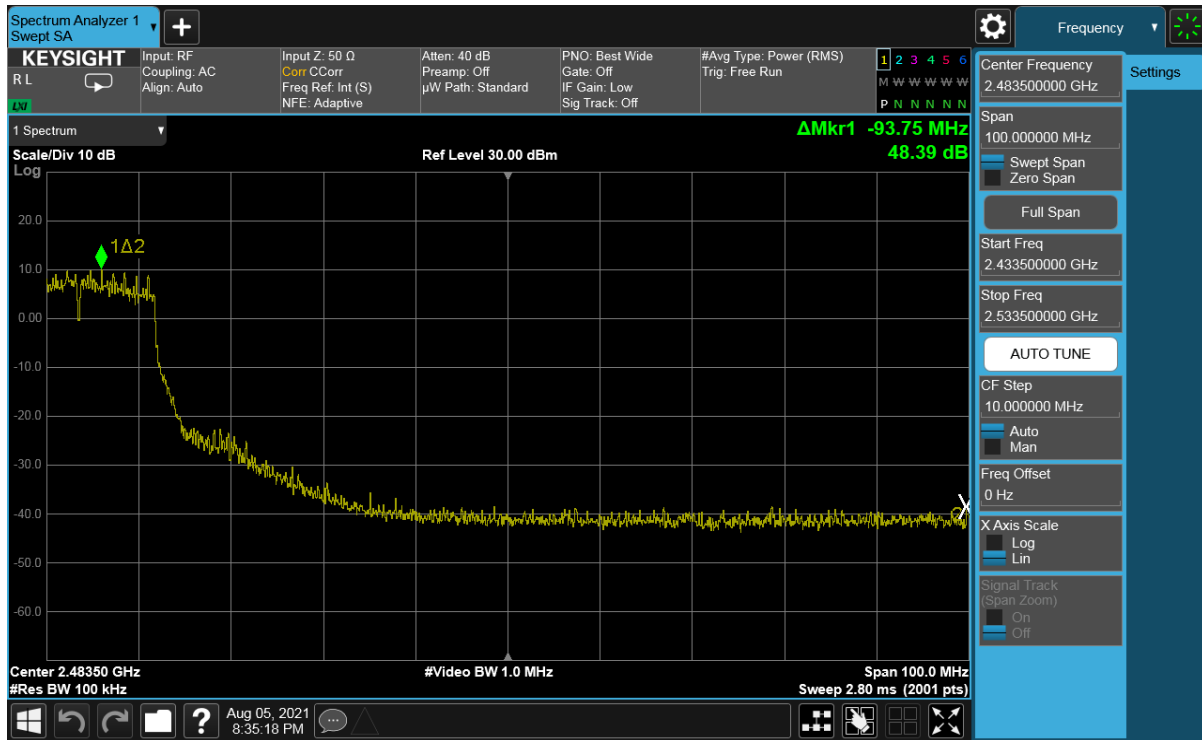 Spectrum Analyzer 1
Swept SA
Frequency
KEYSIGHT
R L
LXI
Input: RF
Coupling: AC
Align: Auto
Input Z: 50 Ω
Corr CCorr
Freq Ref: Int (S)
NFE: Adaptive
Atten: 40 dB
Preamp: Off
µW Path: Standard
PNO: Best Wide
Gate: Off
IF Gain: Low
Sig Track: Off
#Avg Type: Power (RMS)
Trig: Free Run
1 2 3 4 5 6
M W W W W W
P N N N N N
1 Spectrum
ΔMkr1 -93.75 MHz
48.39 dB
Scale/Div 10 dB
Ref Level 30.00 dBm
Log
20.0
1Δ2
10.0
0.00
-10.0
-20.0
-30.0
-40.0
X
-50.0
-60.0
Center 2.48350 GHz
#Video BW 1.0 MHz
Span 100.0 MHz
#Res BW 100 kHz
Sweep 2.80 ms (2001 pts)
Center Frequency
2.483500000 GHz
Settings
Span
100.000000 MHz
Swept Span
Zero Span
Full Span
Start Freq
2.433500000 GHz
Stop Freq
2.533500000 GHz
AUTO TUNE
CF Step
10.000000 MHz
Auto
Man
Freq Offset
0 Hz
X Axis Scale
Log
Lin
Signal Track
(Span Zoom)
On
Off
?
Aug 05, 2021
8:35:18 PM